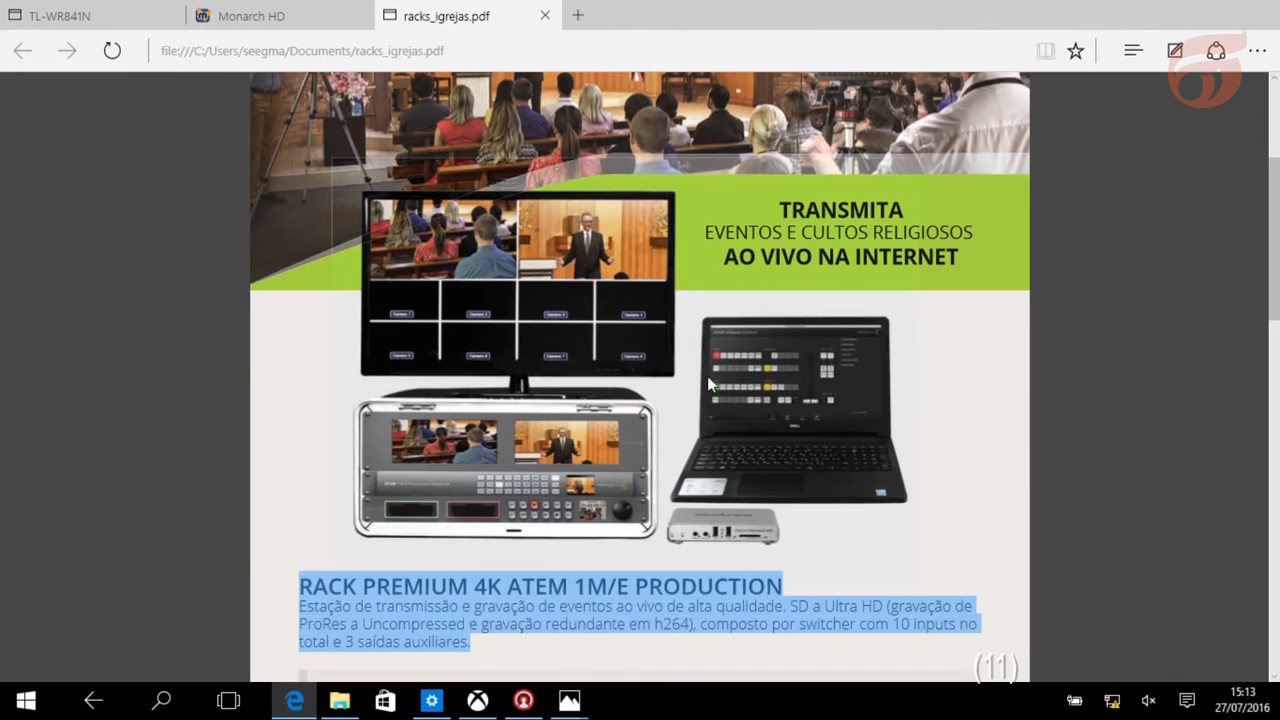 TL-WR841N
Monarch HD
racks_igrejas.pdf
file:///C:/Users/seegma/Documents/racks_igrejas.pdf
TRANSMITA
EVENTOS E CULTOS RELIGIOSOS
AO VIVO NA INTERNET
Camera 1
RACK PREMIUM 4K ATEM 1M/E PRODUCTION
Estação de transmissão e gravação de eventos ao vivo de alta qualidade. SD a Ultra HD (gravação de
ProRes a Uncompressed e gravação redundante em h264), composto por switcher com 10 inputs no
total e 3 saídas auxiliares.
(11)
15:13
27/07/2016